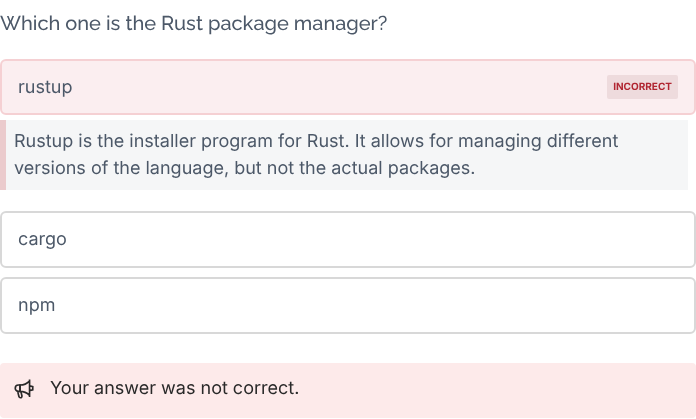 Which one is the Rust package manager?
rustup
INCORRECT
Rustup is the installer program for Rust. It allows for managing different
versions of the language, but not the actual packages.
cargo
npm
Your answer was not correct.